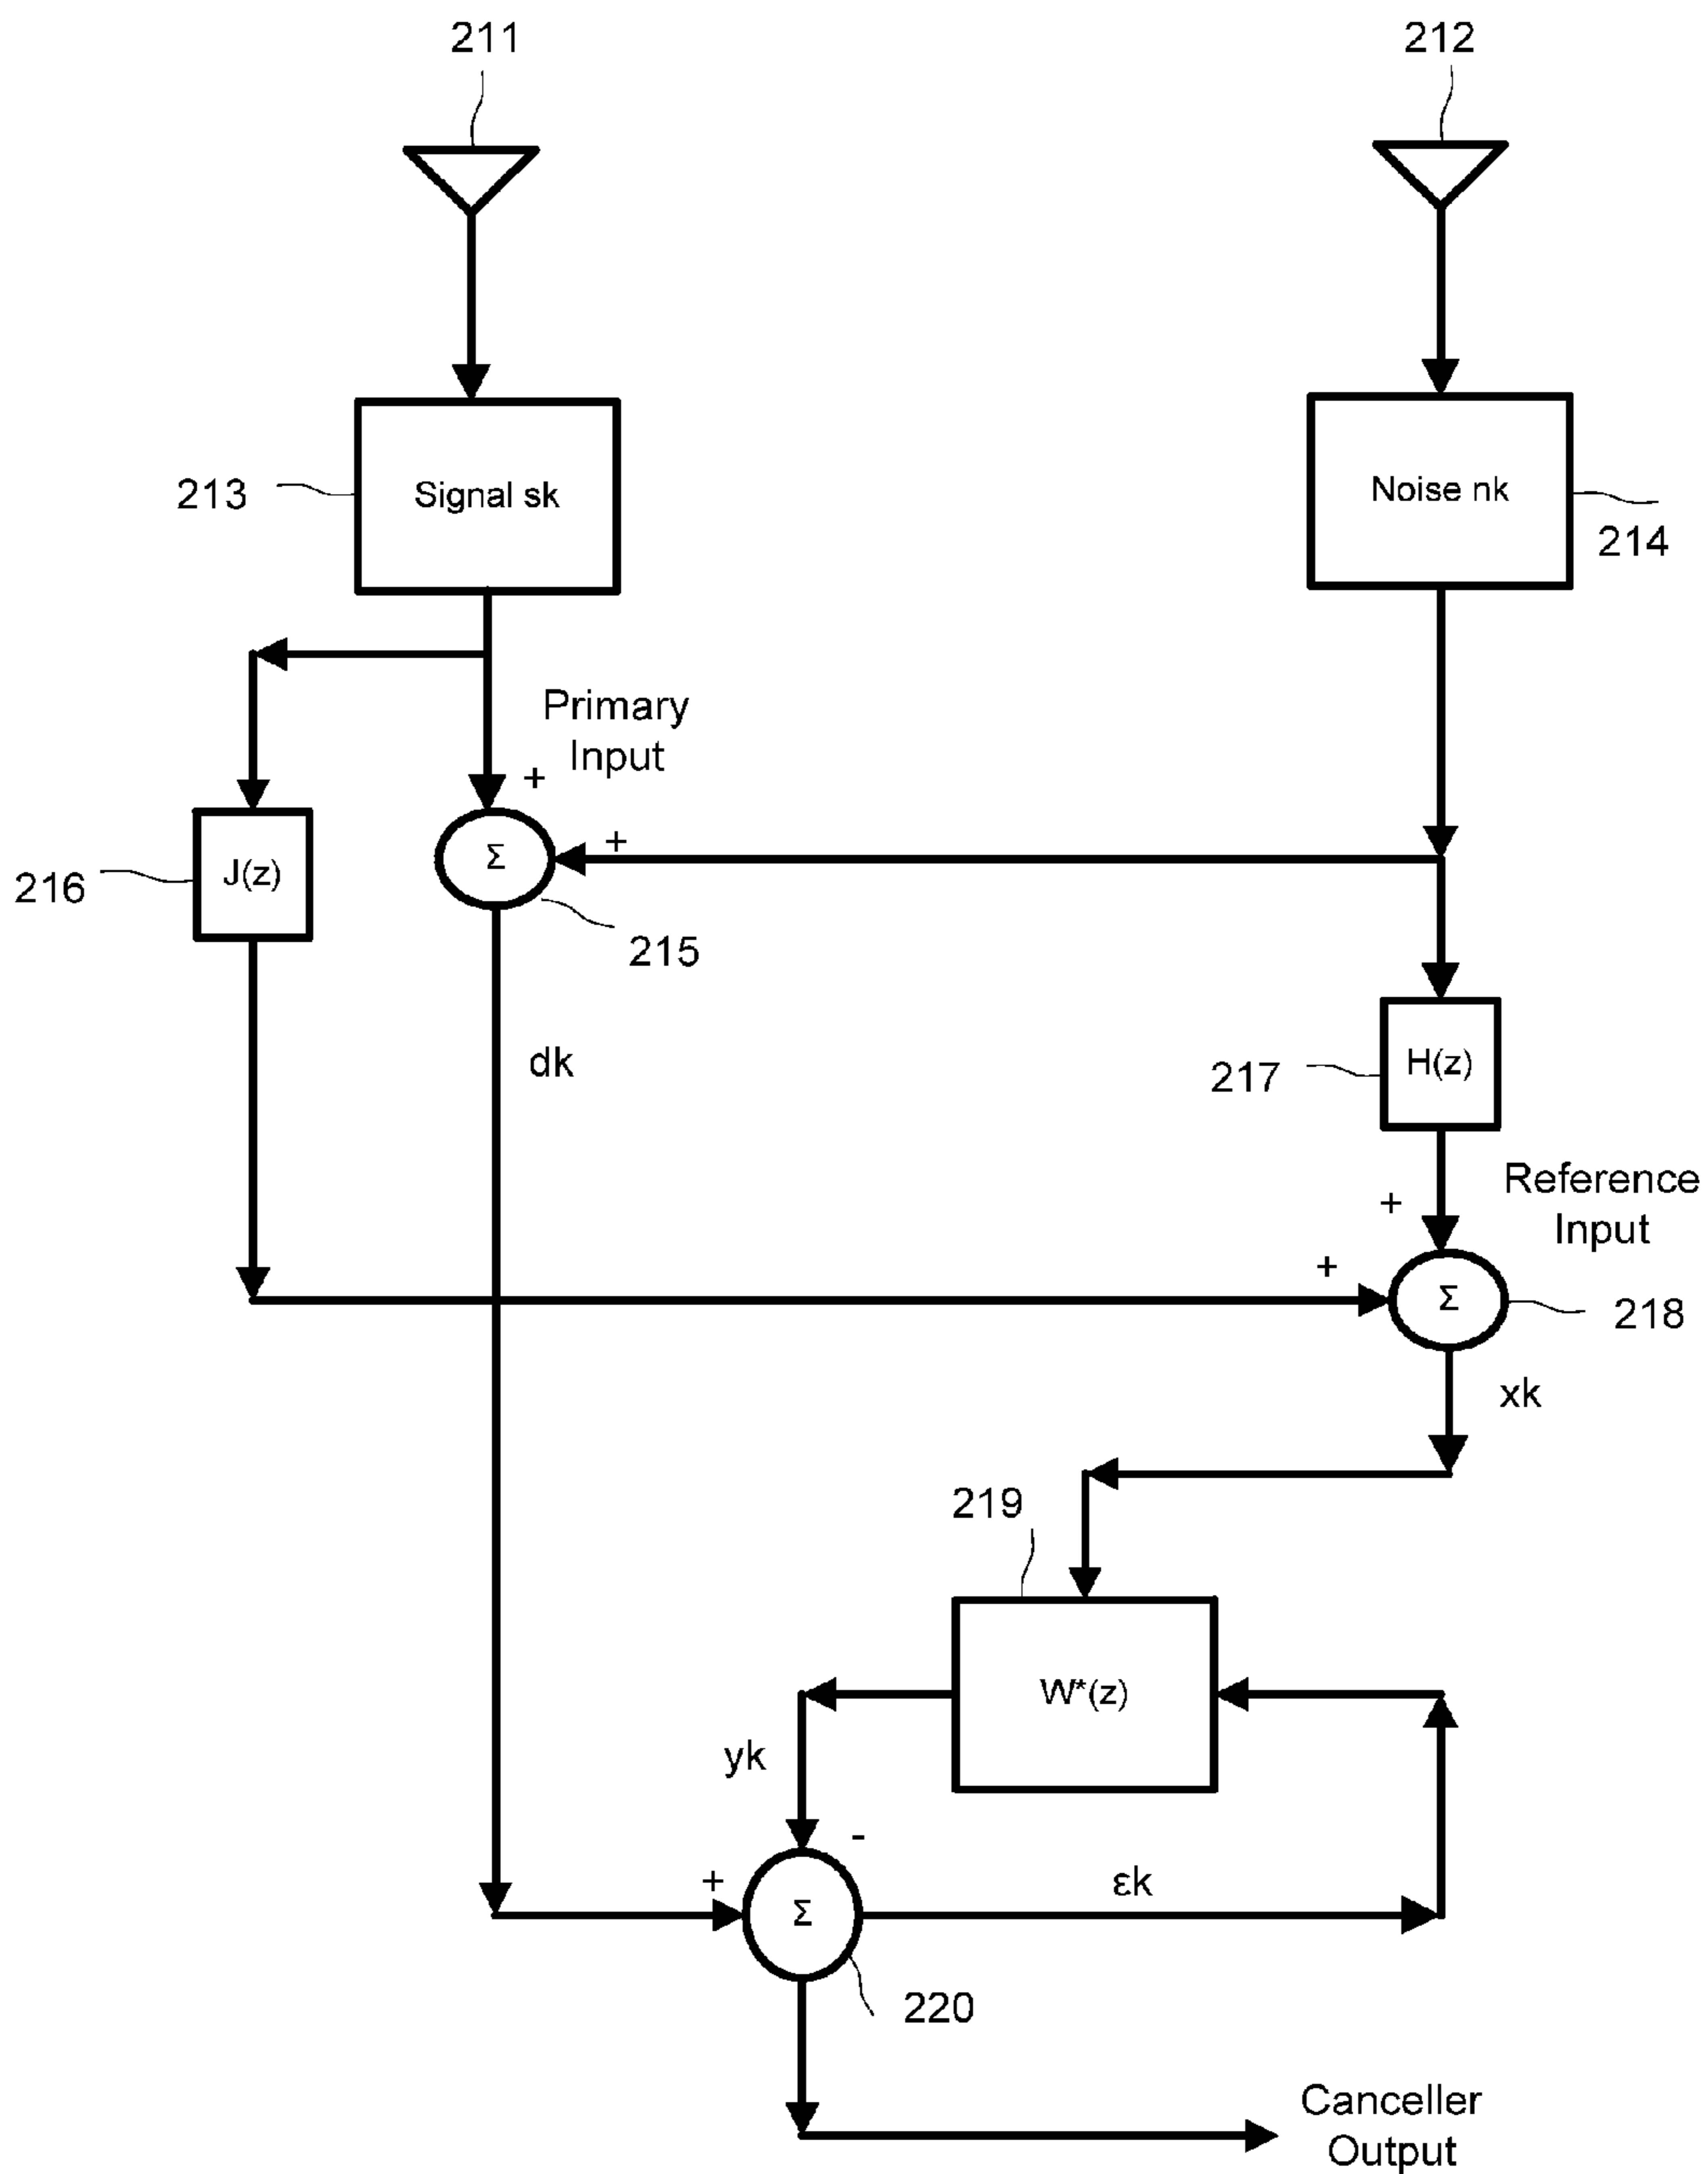 211
212
213
Signal sk
Noise nk
214
Primary
Input
+
+
216
J(z)
Σ
215
dk
217
H(z)
Reference
Input
+
+
Σ
218
xk
219
W*(z)
yk
-
+
Σ
εk
220
Canceller
Output